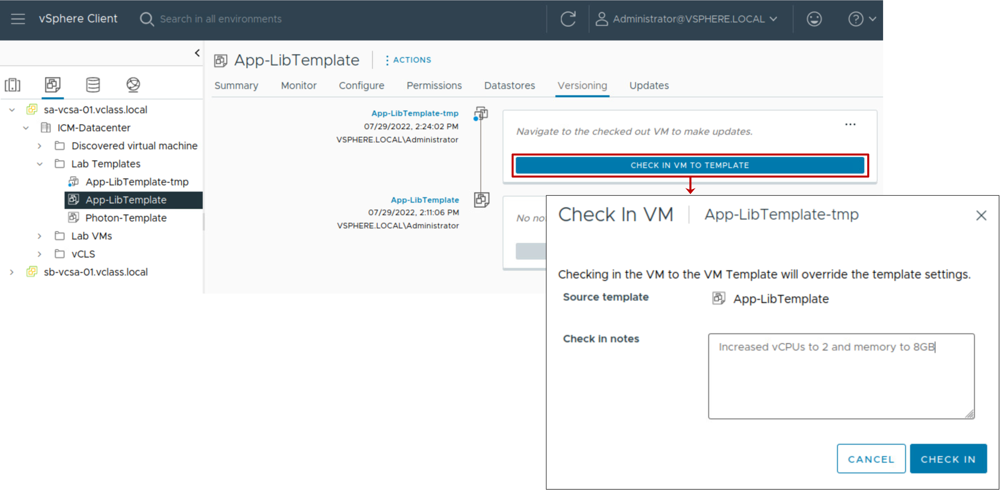 vSphere Client
Search in all environments
Administrator@VSPHERE.LOCAL
App-LibTemplate
ACTIONS
Summary
Monitor
Configure
Permissions
Datastores
Versioning
Updates
sa-vcsa-01.vclass.local
ICM-Datacenter
Discovered virtual machine
Lab Templates
App-LibTemplate-tmp
App-LibTemplate
Photon-Template
Lab VMs
vCLS
sb-vcsa-01.vclass.local
App-LibTemplate-tmp
07/29/2022, 2:24:02 PM
VSPHERE.LOCAL\Administrator
Navigate to the checked out VM to make updates.
CHECK IN VM TO TEMPLATE
App-LibTemplate
07/29/2022, 2:11:06 PM
VSPHERE.LOCAL\Administrator
No
Check In VM
App-LibTemplate-tmp
Checking in the VM to the VM Template will override the template settings.
Source template
App-LibTemplate
Check in notes
Increased vCPUs to 2 and memory to 8GB
CANCEL
CHECK IN